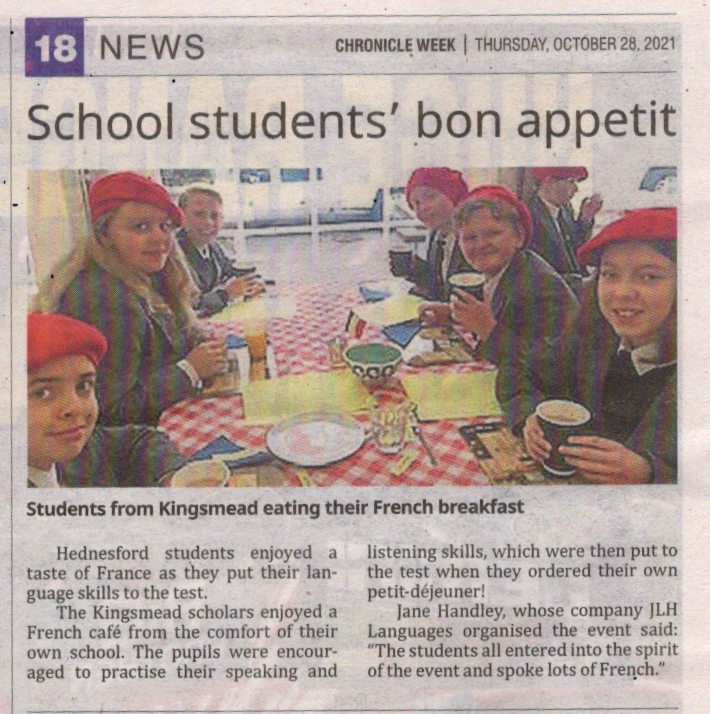 18 NEWS CHRONICLE WEEK | THURSDAY, OCTOBER 28, 2021
School students’ bon appetit
Students from Kingsmead eating their French breakfast
Hednesford students enjoyed a
taste of France as they put their lan-
guage skills to the test.
The Kingsmead scholars enjoyed a
French café from the comfort of their
own school. The pupils were encour-
aged to practise their speaking and
listening skills, which were then put to
the test when they ordered their own
petit-déjeuner!
Jane Handley, whose company JLH
Languages organised the event said:
“The students all entered into the spirit
of the event and spoke lots of French.”